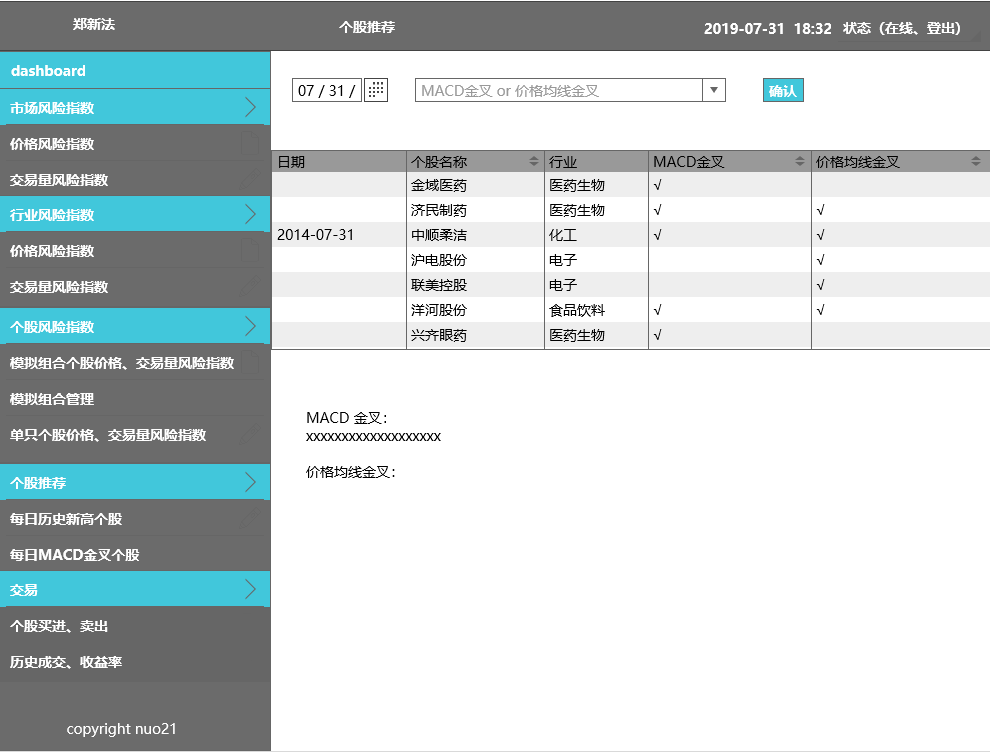 郑新法
个股推荐
2019-07-31 18:32 状态（在线、登出）
dashboard
市场风险指数
价格风险指数
交易量风险指数
行业风险指数
价格风险指数
交易量风险指数
个股风险指数
模拟组合个股价格、交易量风险指数
模拟组合管理
单只个股价格、交易量风险指数
个股推荐
每日历史新高个股
每日MACD金叉个股
交易
个股买进、卖出
历史成交、收益率
copyright nuo21
07 / 31 / MACD金叉 or 价格均线金叉 确认
日期 个股名称 行业 MACD金叉 价格均线金叉
金域医药 医药生物 √
济民制药 医药生物 √ √
2014-07-31 中顺柔洁 化工 √ √
沪电股份 电子 √
联美控股 电子 √
洋河股份 食品饮料 √ √
兴齐眼药 医药生物 √
MACD 金叉：
xxxxxxxxxxxxxxxxxxx
价格均线金叉：